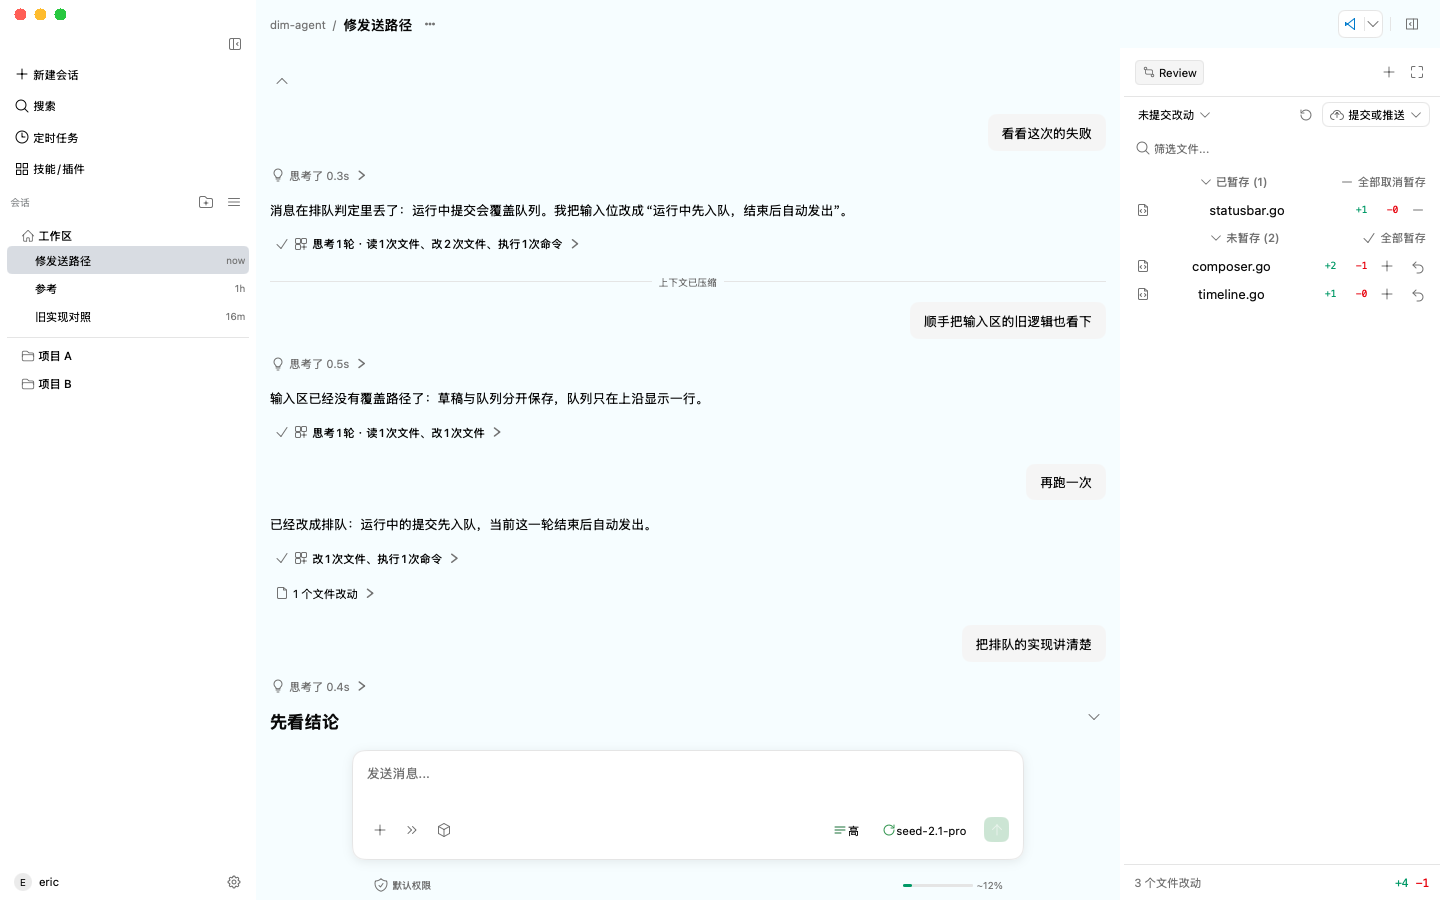 新建会话
搜索
定时任务
技能/插件
会话
工作区
修发送路径 now
参考 1h
旧实现对照 16m
项目 A
项目 B
E eric
dim-agent / 修发送路径 ···
看看这次的失败
思考了 0.3s
消息在排队判定里丢了：运行中提交会覆盖队列。我把输入位改成“运行中先入队，结束后自动发出”。
思考1轮 · 读1次文件、改2次文件、执行1次命令
上下文已压缩
顺手把输入区的旧逻辑也看下
思考了 0.5s
输入区已经没有覆盖路径了：草稿与队列分开保存，队列只在上沿显示一行。
思考1轮 · 读1次文件、改1次文件
再跑一次
已经改成排队：运行中的提交先入队，当前这一轮结束后自动发出。
改1次文件、执行1次命令
1 个文件改动
把排队的实现讲清楚
思考了 0.4s
先看结论
发送消息...
高 seed-2.1-pro
默认权限 ~12%
Review
未提交改动 提交或推送
筛选文件...
已暂存 (1) 全部取消暂存
statusbar.go +1 −0
未暂存 (2) 全部暂存
composer.go +2 −1
timeline.go +1 −0
3 个文件改动 +4 −1